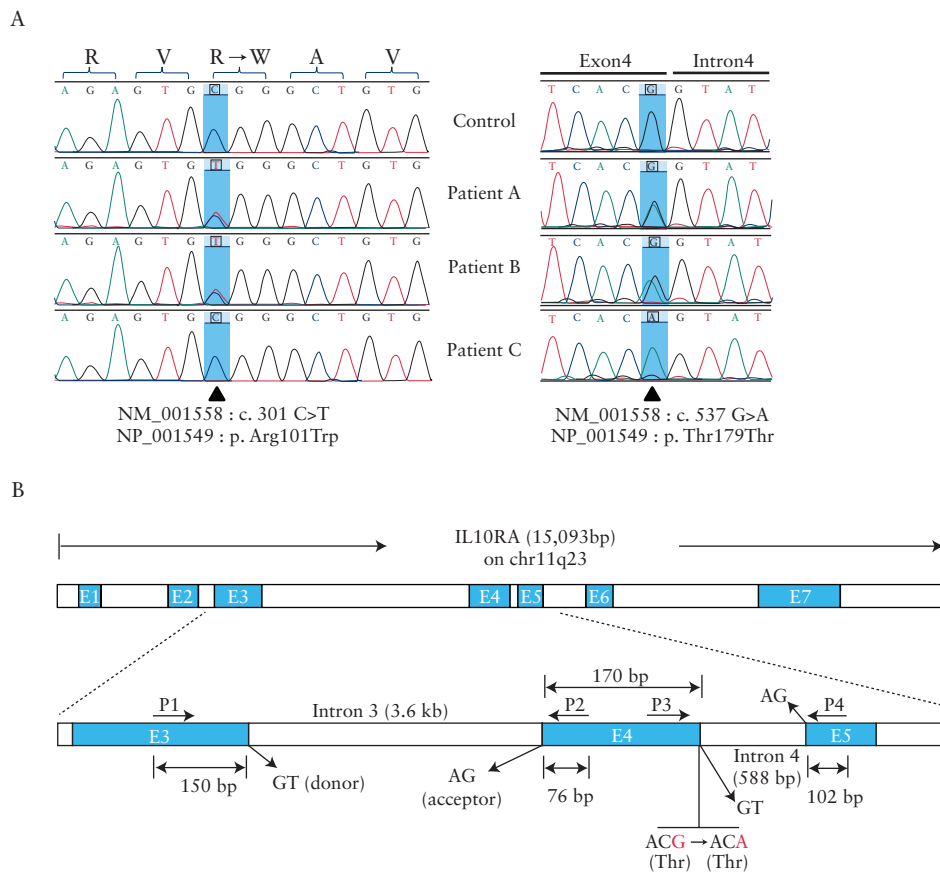 A
R V R → W A V
Exon4 Intron4
A G A G T G C G G G C T G T G
T C A C G G T A T
Control
A G A G T G T G G G C T G T G
T C A C G G T A T
Patient A
A G A G T G T G G G C T G T G
T C A C G G T A T
Patient B
A G A G T G C G G G C T G T G
T C A C A G T A T
Patient C
NM_001558 : c. 301 C>T
NP_001549 : p. Arg101Trp
NM_001558 : c. 537 G>A
NP_001549 : p. Thr179Thr
B
IL10RA (15,093bp)
on chr11q23
E1 E2 E3 E4 E5 E6 E7
170 bp
P1 P2 P3 AG P4
Intron 3 (3.6 kb)
E3 E4 E5
150 bp
GT (donor)
AG
(acceptor)
76 bp
Intron 4
(588 bp)
GT
102 bp
ACG → ACA
(Thr) (Thr)